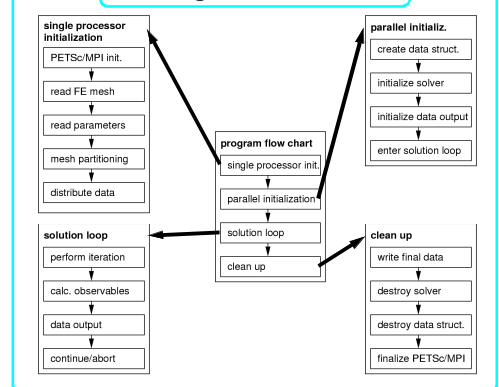 single processor
initialization
PETSc/MPI init.
read FE mesh
read parameters
mesh partitioning
distribute data
parallel initializ.
create data struct.
initialize solver
initialize data output
enter solution loop
program flow chart
single processor init.
parallel initialization
solution loop
clean up
solution loop
perform iteration
calc. observables
data output
continue/abort
clean up
write final data
destroy solver
destroy data struct.
finalize PETSc/MPI